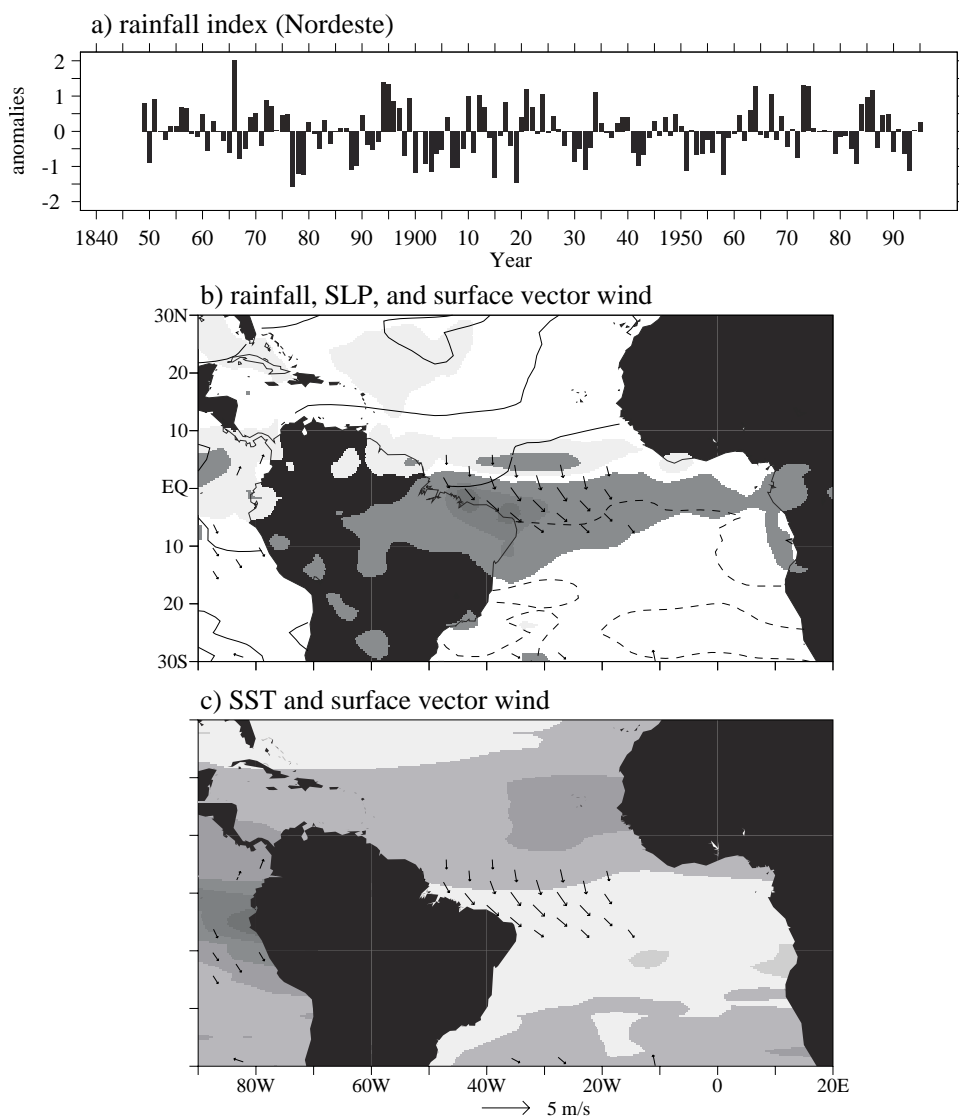 a) rainfall index (Nordeste)
anomalies
2
1
0
-1
-2
1840 50 60 70 80 90 1900 10 20 30 40 1950 60 70 80 90
Year
b) rainfall, SLP, and surface vector wind
30N
20
10
EQ
10
20
30S
c) SST and surface vector wind
80W 60W 40W 20W 0 20E
5 m/s